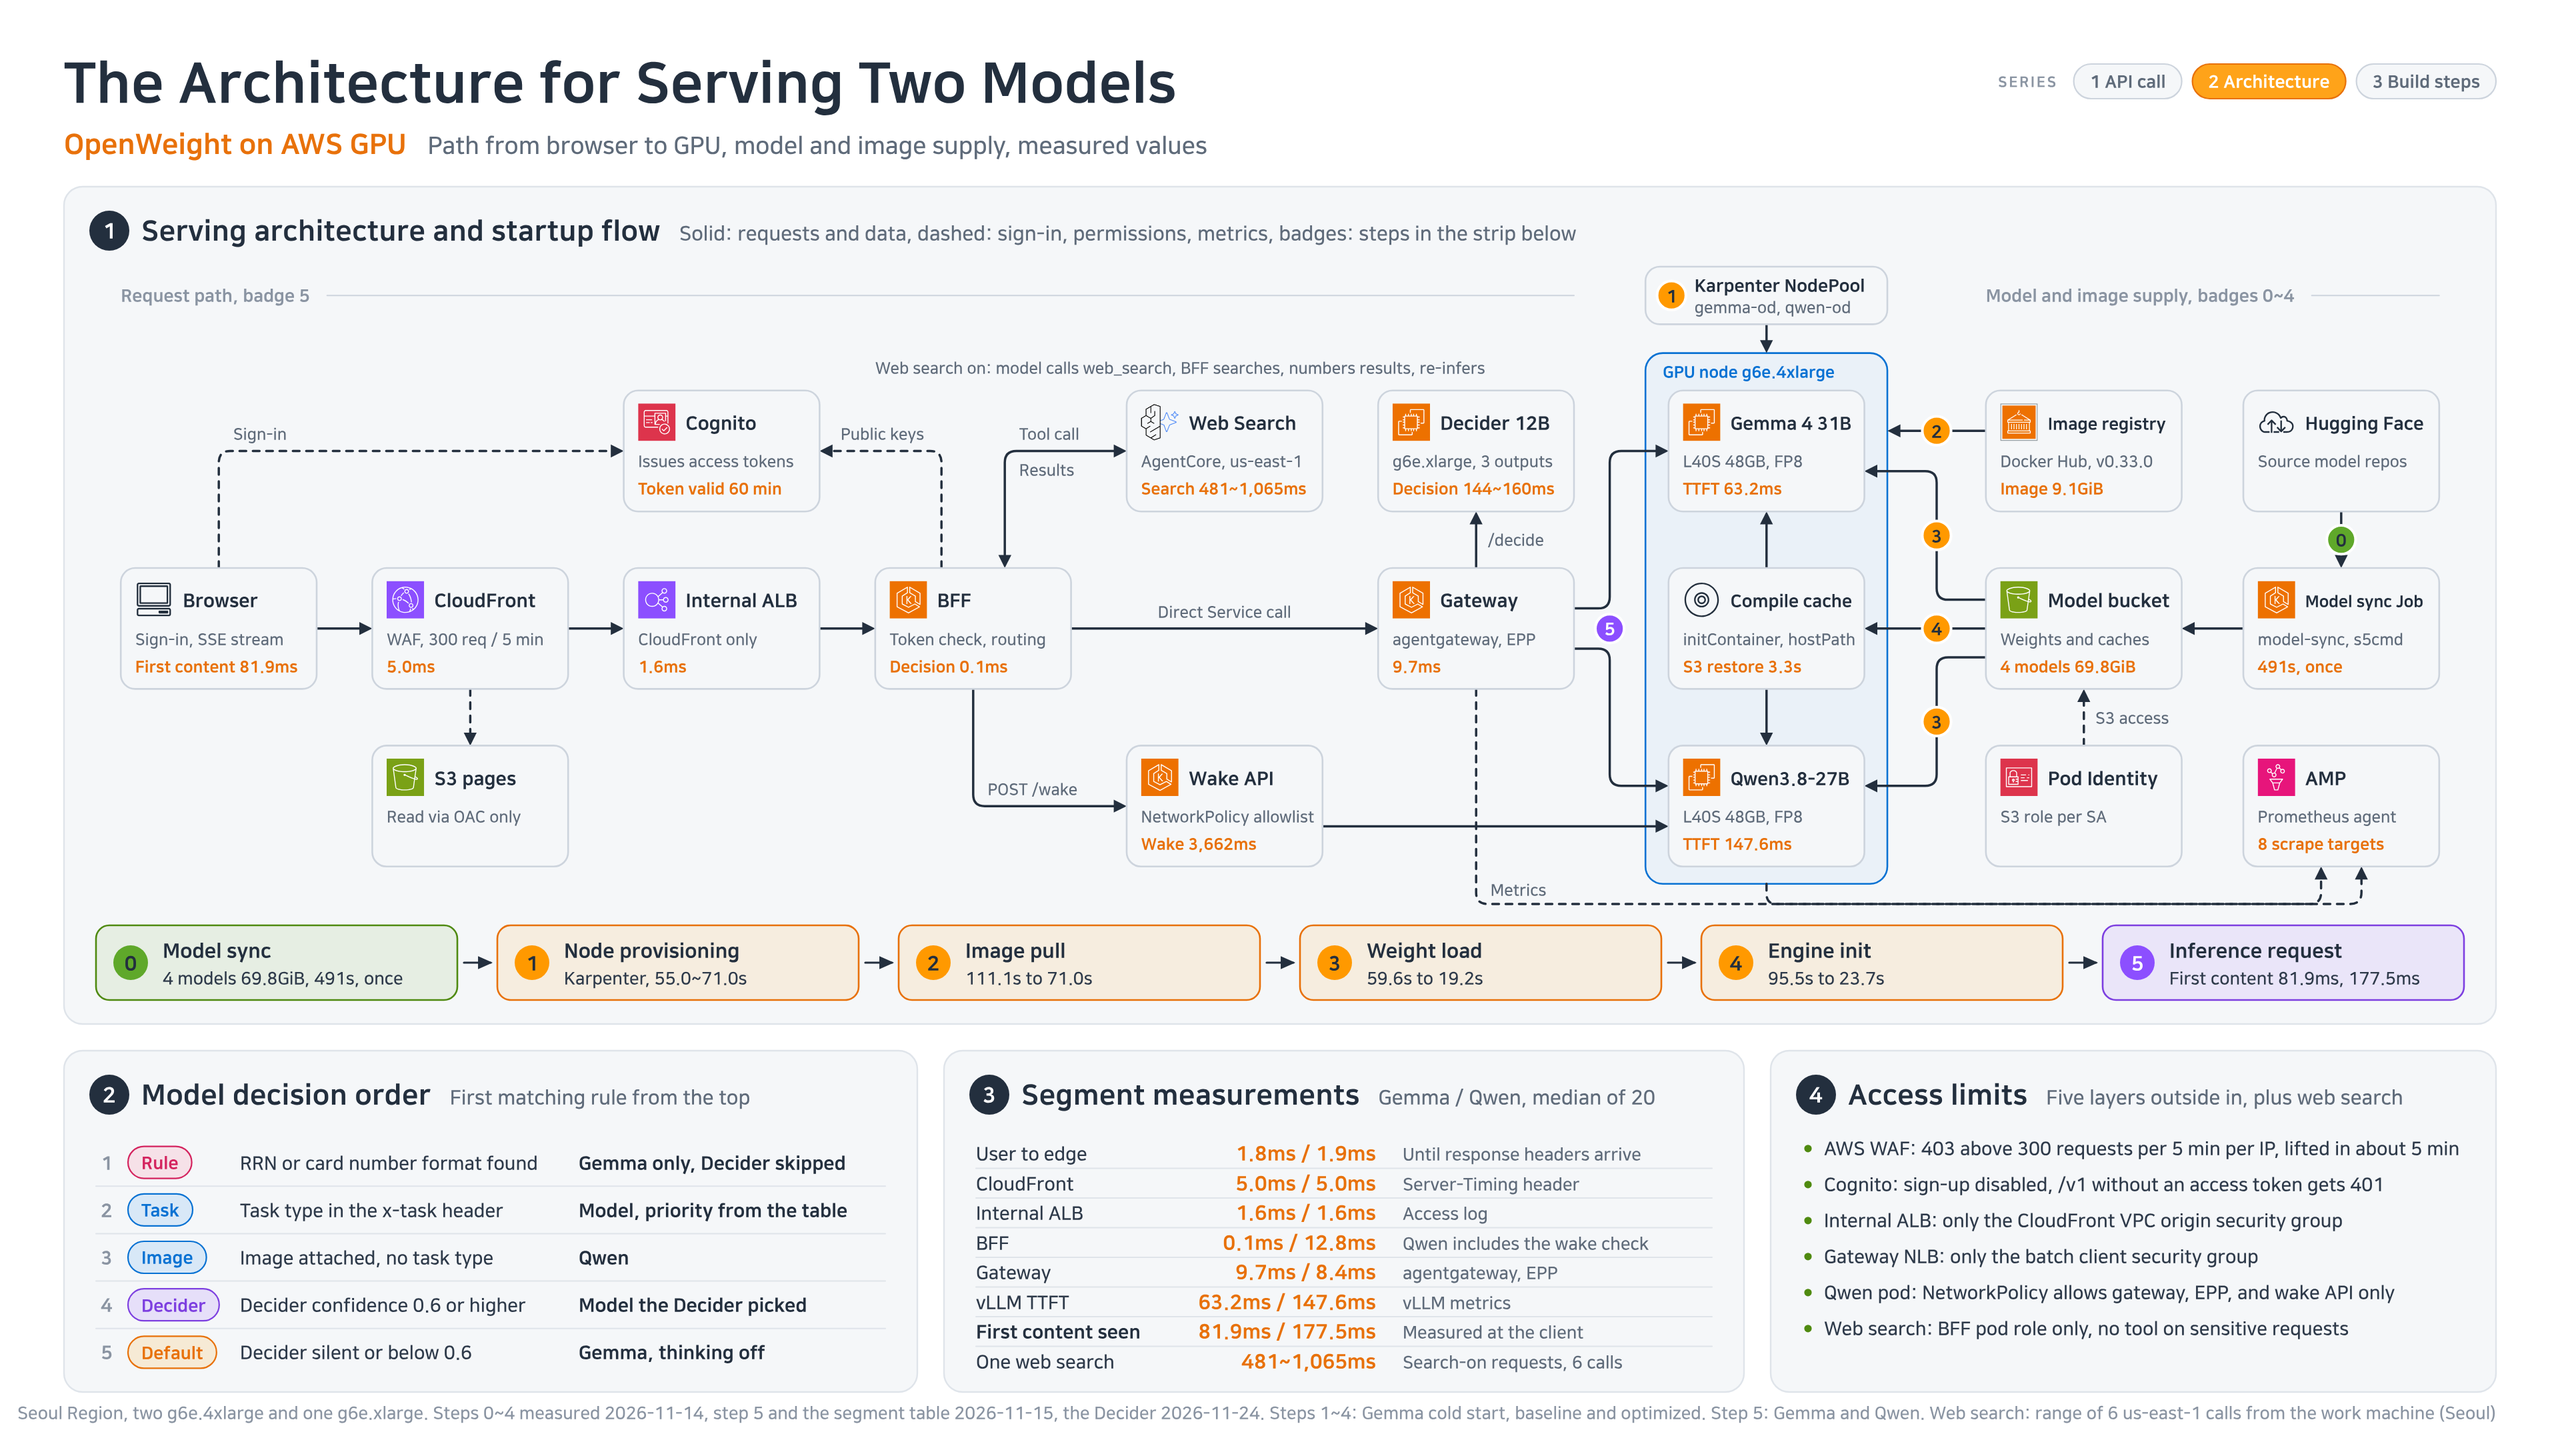 The Architecture for Serving Two Models
SERIES
1 API call
2 Architecture
3 Build steps
OpenWeight on AWS GPU
Path from browser to GPU, model and image supply, measured values
1
Serving architecture and startup flow
Solid: requests and data, dashed: sign-in, permissions, metrics, badges: steps in the strip below
Request path, badge 5
1
Karpenter NodePool
gemma-od, qwen-od
Model and image supply, badges 0~4
Web search on: model calls web_search, BFF searches, numbers results, re-infers
GPU node g6e.4xlarge
Sign-in
Cognito
Issues access tokens
Token valid 60 min
Public keys
Tool call
Results
Web Search
AgentCore, us-east-1
Search 481~1,065ms
Decider 12B
g6e.xlarge, 3 outputs
Decision 144~160ms
Gemma 4 31B
L40S 48GB, FP8
TTFT 63.2ms
2
Image registry
Docker Hub, v0.33.0
Image 9.1GiB
Hugging Face
Source model repos
/decide
3
0
Browser
Sign-in, SSE stream
First content 81.9ms
CloudFront
WAF, 300 req / 5 min
5.0ms
Internal ALB
CloudFront only
1.6ms
BFF
Token check, routing
Decision 0.1ms
Direct Service call
Gateway
agentgateway, EPP
9.7ms
5
Compile cache
initContainer, hostPath
S3 restore 3.3s
4
Model bucket
Weights and caches
4 models 69.8GiB
Model sync Job
model-sync, s5cmd
491s, once
3
S3 access
S3 pages
Read via OAC only
POST /wake
Wake API
NetworkPolicy allowlist
Wake 3,662ms
Qwen3.8-27B
L40S 48GB, FP8
TTFT 147.6ms
Pod Identity
S3 role per SA
AMP
Prometheus agent
8 scrape targets
Metrics
0
Model sync
4 models 69.8GiB, 491s, once
1
Node provisioning
Karpenter, 55.0~71.0s
2
Image pull
111.1s to 71.0s
3
Weight load
59.6s to 19.2s
4
Engine init
95.5s to 23.7s
5
Inference request
First content 81.9ms, 177.5ms
2
Model decision order
First matching rule from the top
1 Rule RRN or card number format found Gemma only, Decider skipped
2 Task Task type in the x-task header Model, priority from the table
3 Image Image attached, no task type Qwen
4 Decider Decider confidence 0.6 or higher Model the Decider picked
5 Default Decider silent or below 0.6 Gemma, thinking off
3
Segment measurements
Gemma / Qwen, median of 20
User to edge 1.8ms / 1.9ms Until response headers arrive
CloudFront 5.0ms / 5.0ms Server-Timing header
Internal ALB 1.6ms / 1.6ms Access log
BFF 0.1ms / 12.8ms Qwen includes the wake check
Gateway 9.7ms / 8.4ms agentgateway, EPP
vLLM TTFT 63.2ms / 147.6ms vLLM metrics
First content seen 81.9ms / 177.5ms Measured at the client
One web search 481~1,065ms Search-on requests, 6 calls
4
Access limits
Five layers outside in, plus web search
• AWS WAF: 403 above 300 requests per 5 min per IP, lifted in about 5 min
• Cognito: sign-up disabled, /v1 without an access token gets 401
• Internal ALB: only the CloudFront VPC origin security group
• Gateway NLB: only the batch client security group
• Qwen pod: NetworkPolicy allows gateway, EPP, and wake API only
• Web search: BFF pod role only, no tool on sensitive requests
Seoul Region, two g6e.4xlarge and one g6e.xlarge. Steps 0~4 measured 2026-11-14, step 5 and the segment table 2026-11-15, the Decider 2026-11-24. Steps 1~4: Gemma cold start, baseline and optimized. Step 5: Gemma and Qwen. Web search: range of 6 us-east-1 calls from the work machine (Seoul)